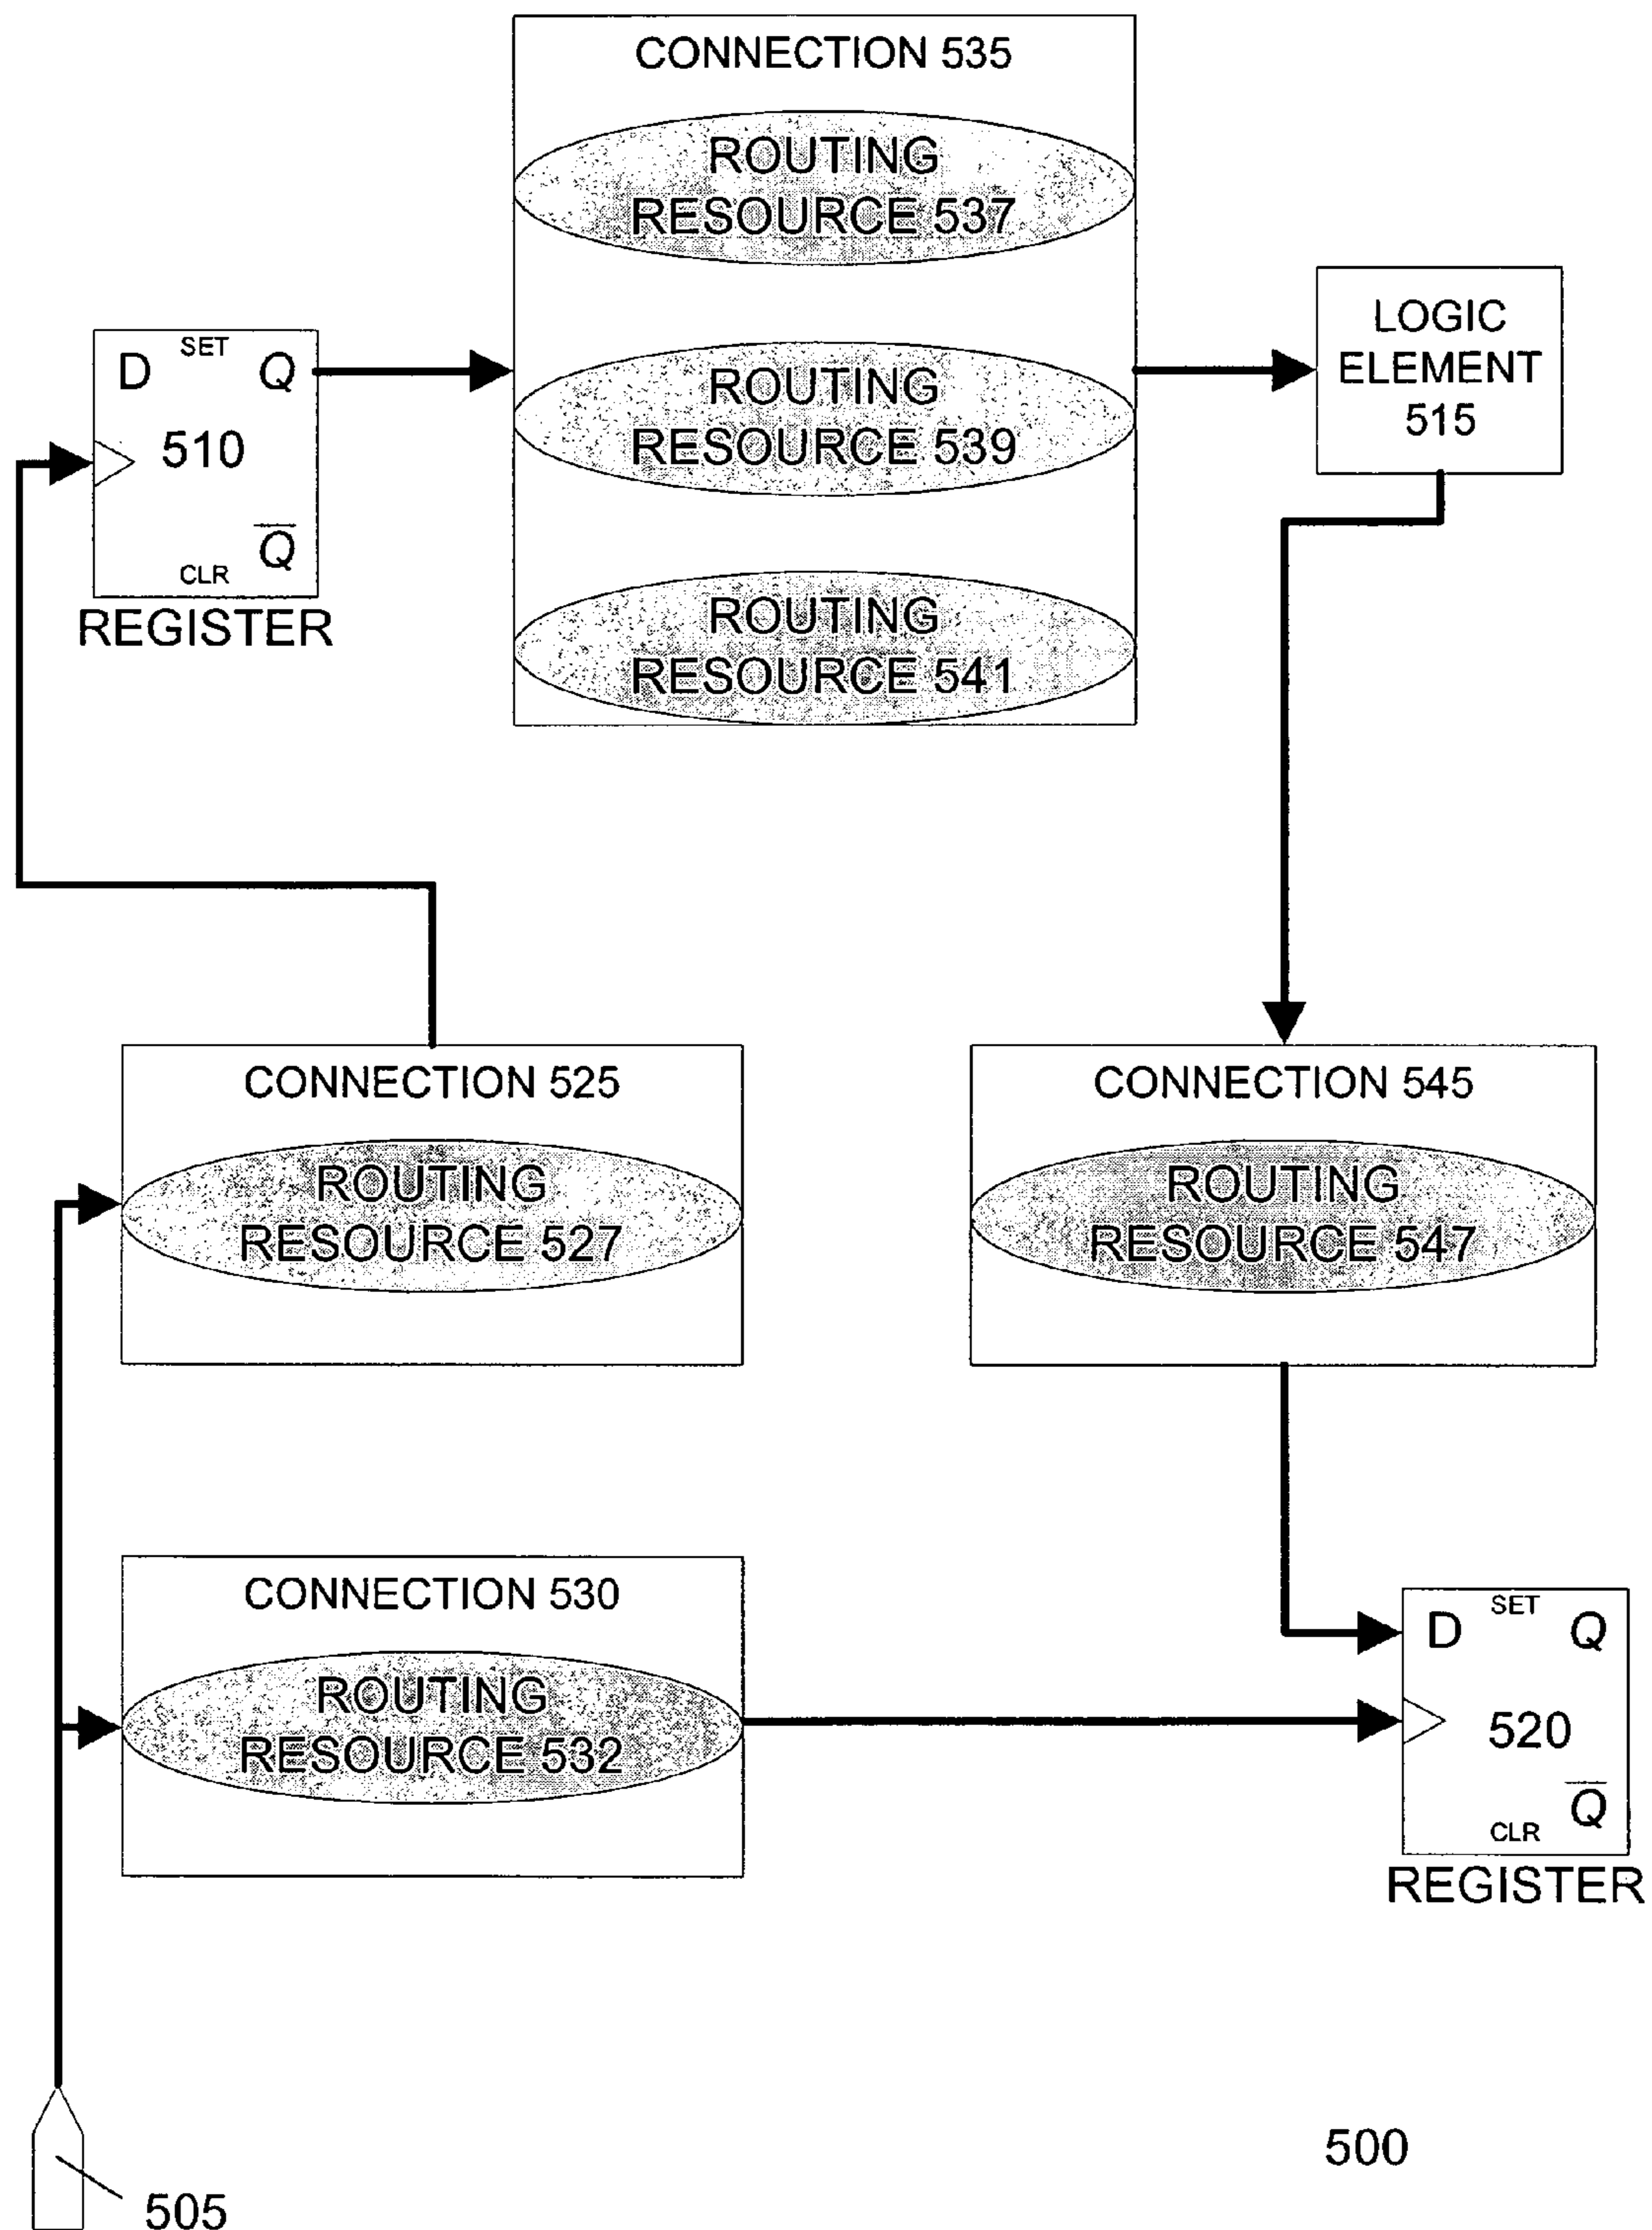 CONNECTION 535
ROUTING
RESOURCE 537
ROUTING
RESOURCE 539
ROUTING
RESOURCE 541
LOGIC
ELEMENT
515
SET
D Q
510
Q̅
CLR
REGISTER
CONNECTION 525
ROUTING
RESOURCE 527
CONNECTION 545
ROUTING
RESOURCE 547
CONNECTION 530
ROUTING
RESOURCE 532
SET
D Q
520
Q̅
CLR
REGISTER
500
505